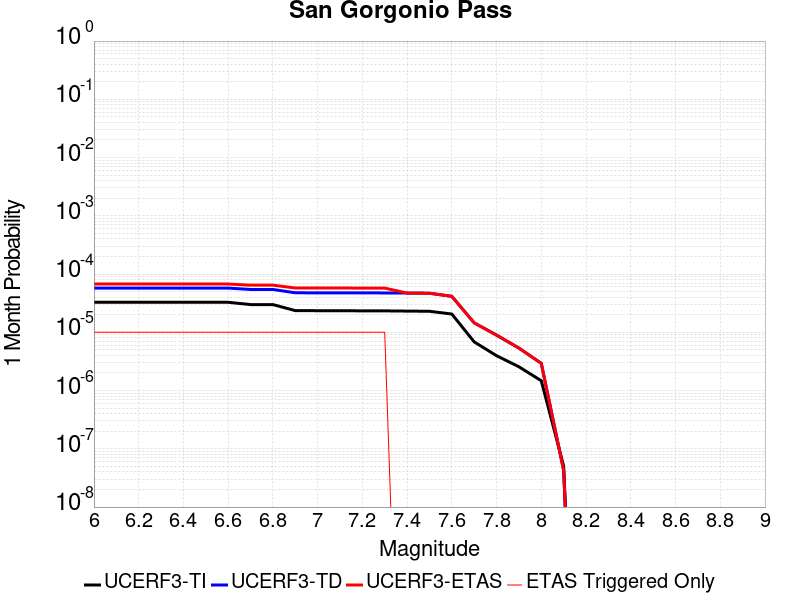 San Gorgonio Pass
10^0
10^-1
10^-2
10^-3
10^-4
10^-5
10^-6
10^-7
10^-8
1 Month Probability
6 6.2 6.4 6.6 6.8 7 7.2 7.4 7.6 7.8 8 8.2 8.4 8.6 8.8 9
Magnitude
UCERF3-TI UCERF3-TD UCERF3-ETAS ETAS Triggered Only